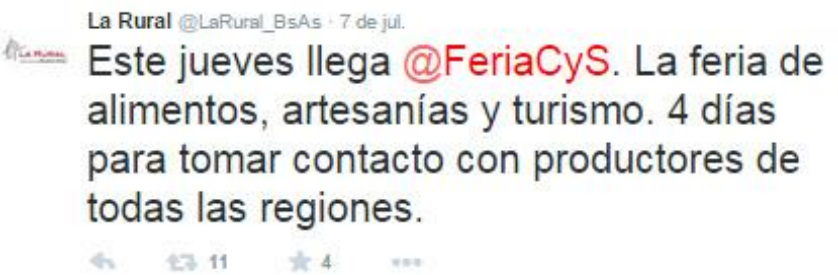 La Rural @LaRural_BsAs · 7 de jul.
Este jueves llega @FeriaCyS. La feria de
alimentos, artesanías y turismo. 4 días
para tomar contacto con productores de
todas las regiones.
11 4